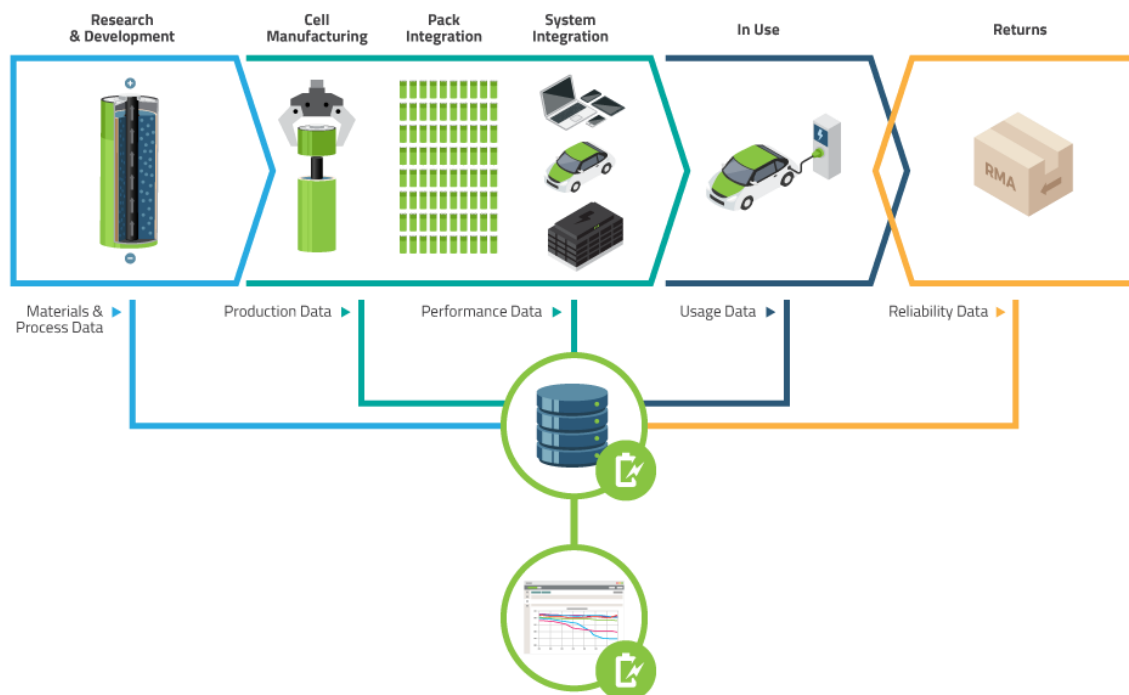 Research
& Development
Cell
Manufacturing
Pack
Integration
System
Integration
In Use
Returns
RMA
Materials &
Process Data
Production Data
Performance Data
Usage Data
Reliability Data